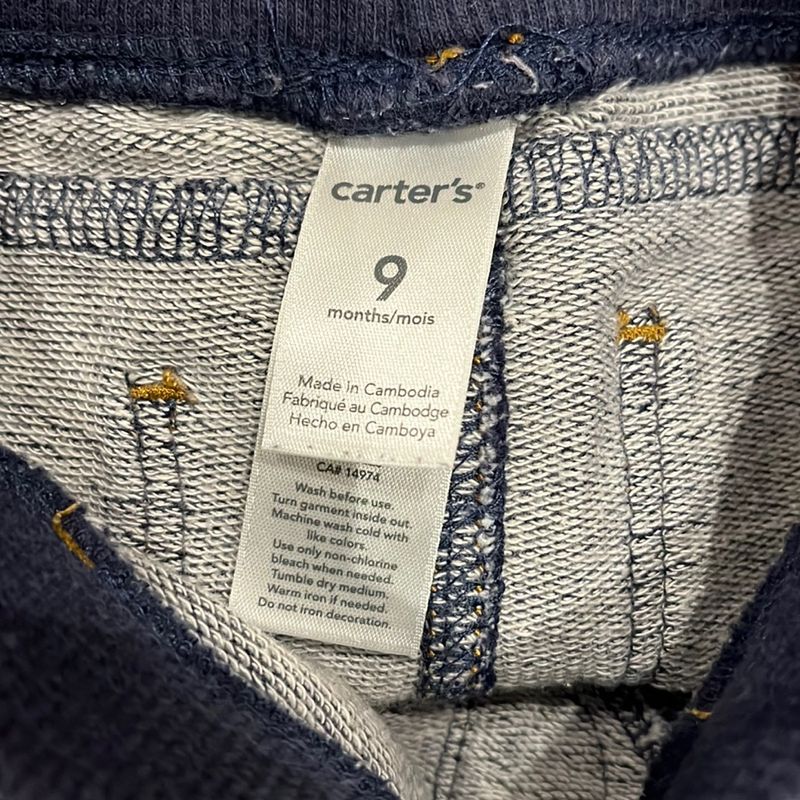 carter's®
9
months/mois
Made in Cambodia
Fabriqué au Cambodge
Hecho en Camboya
CA# 14974
Wash before use.
Turn garment inside out.
Machine wash cold with
like colors.
Use only non-chlorine
bleach when needed.
Tumble dry medium.
Warm iron if needed.
Do not iron decoration.